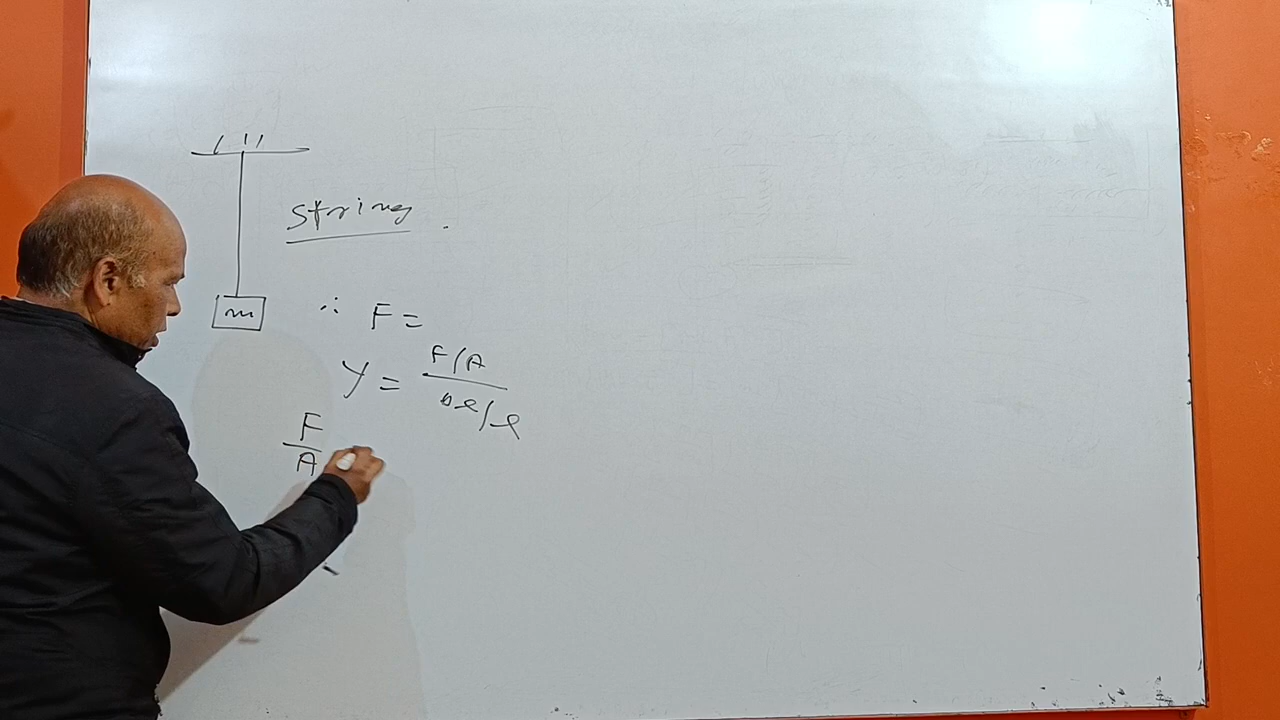 String .
m
∴ F =
Y = F/A
Δl/l
F
A